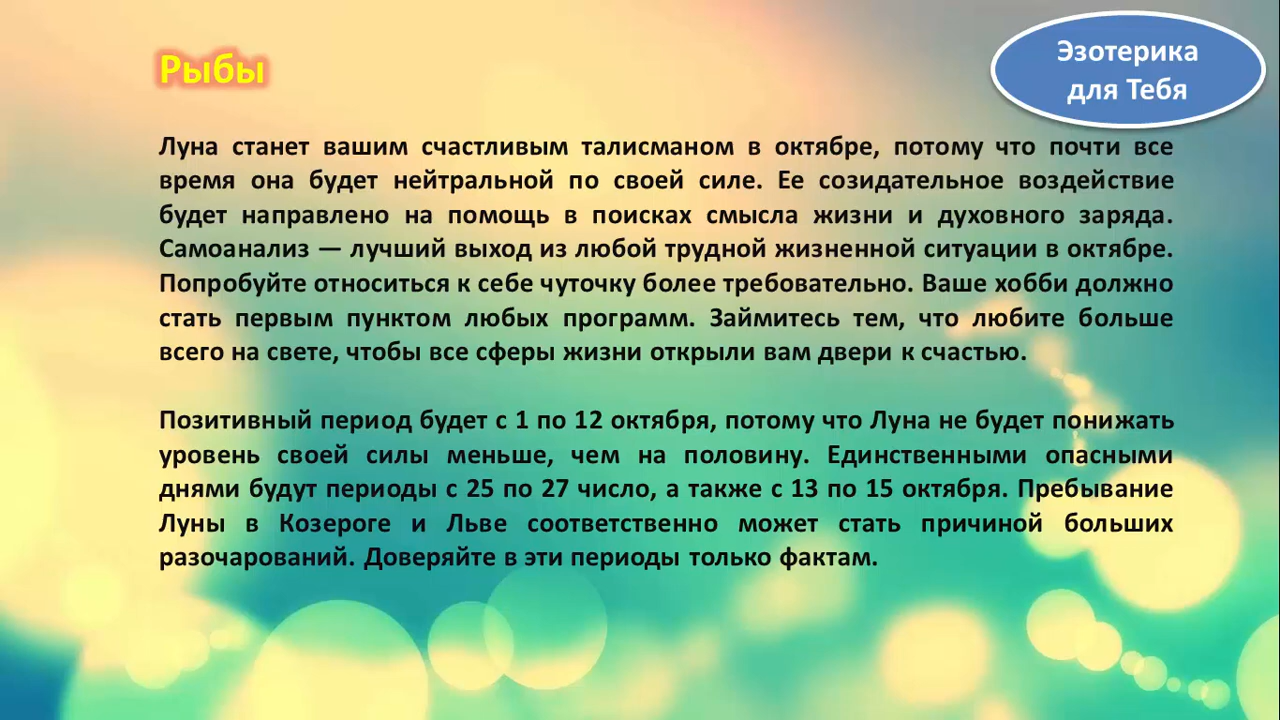 Рыбы
Эзотерика
для Тебя
Луна станет вашим счастливым талисманом в октябре, потому что почти все
время она будет нейтральной по своей силе. Ее созидательное воздействие
будет направлено на помощь в поисках смысла жизни и духовного заряда.
Самоанализ — лучший выход из любой трудной жизненной ситуации в октябре.
Попробуйте относиться к себе чуточку более требовательно. Ваше хобби должно
стать первым пунктом любых программ. Займитесь тем, что любите больше
всего на свете, чтобы все сферы жизни открыли вам двери к счастью.
Позитивный период будет с 1 по 12 октября, потому что Луна не будет понижать
уровень своей силы меньше, чем на половину. Единственными опасными
днями будут периоды с 25 по 27 число, а также с 13 по 15 октября. Пребывание
Луны в Козероге и Льве соответственно может стать причиной больших
разочарований. Доверяйте в эти периоды только фактам.